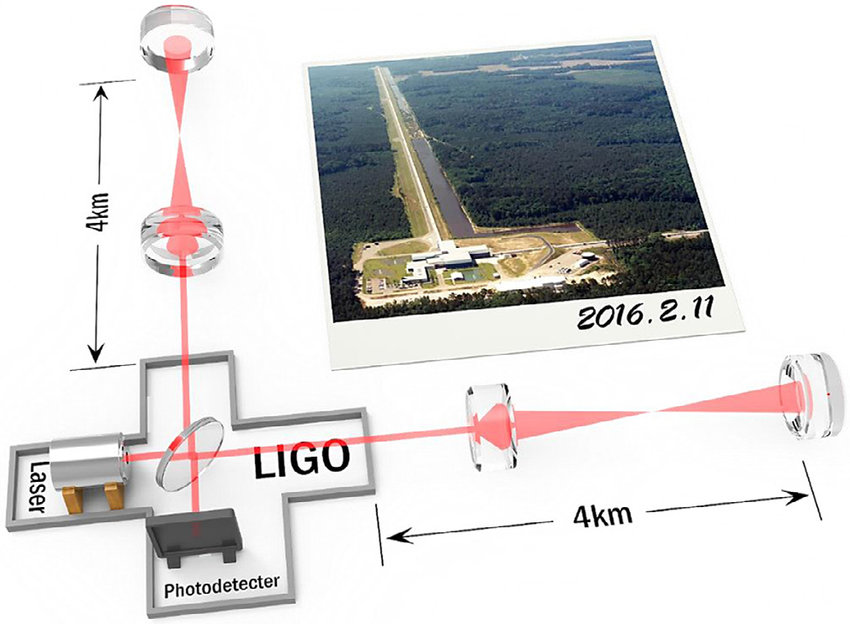 4km
2016.2.11
Laser
LIGO
4km
Photodetecter